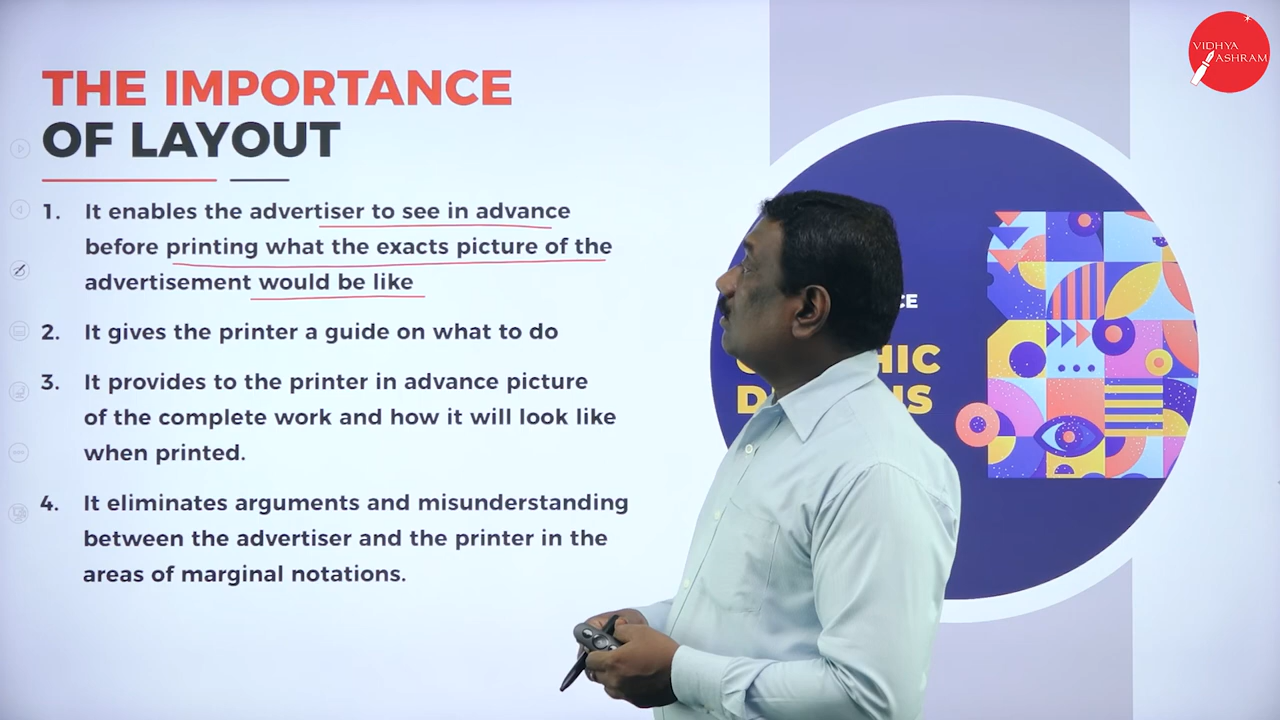 THE IMPORTANCE
OF LAYOUT
1. It enables the advertiser to see in advance
before printing what the exacts picture of the
advertisement would be like
2. It gives the printer a guide on what to do
3. It provides to the printer in advance picture
of the complete work and how it will look like
when printed.
4. It eliminates arguments and misunderstanding
between the advertiser and the printer in the
areas of marginal notations.
VIDHYA
ASHRAM